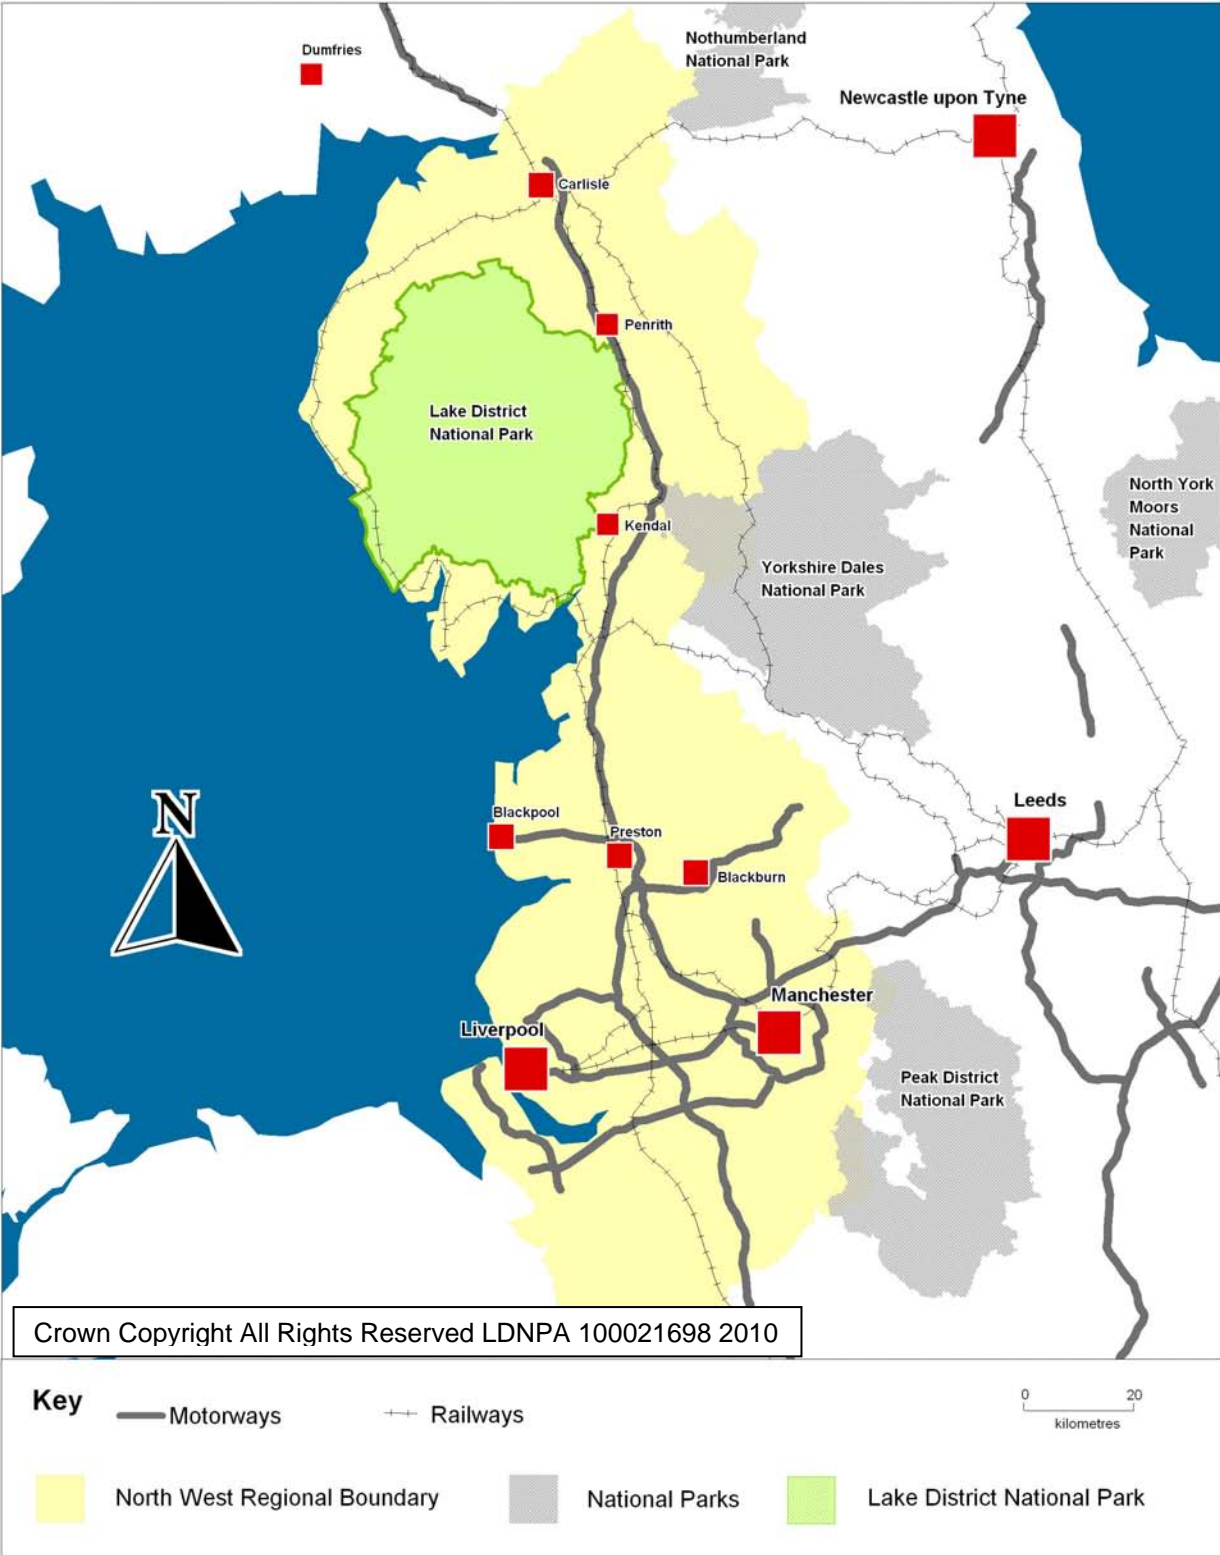 Dumfries
Nothumberland
National Park
Newcastle upon Tyne
Carlisle
Penrith
Lake District
National Park
North York
Moors
National
Park
Kendal
Yorkshire Dales
National Park
N
Leeds
Blackpool
Preston
Blackburn
Manchester
Liverpool
Peak District
National Park
Crown Copyright All Rights Reserved LDNPA 100021698 2010
Key
Motorways
Railways
0 20
kilometres
North West Regional Boundary
National Parks
Lake District National Park